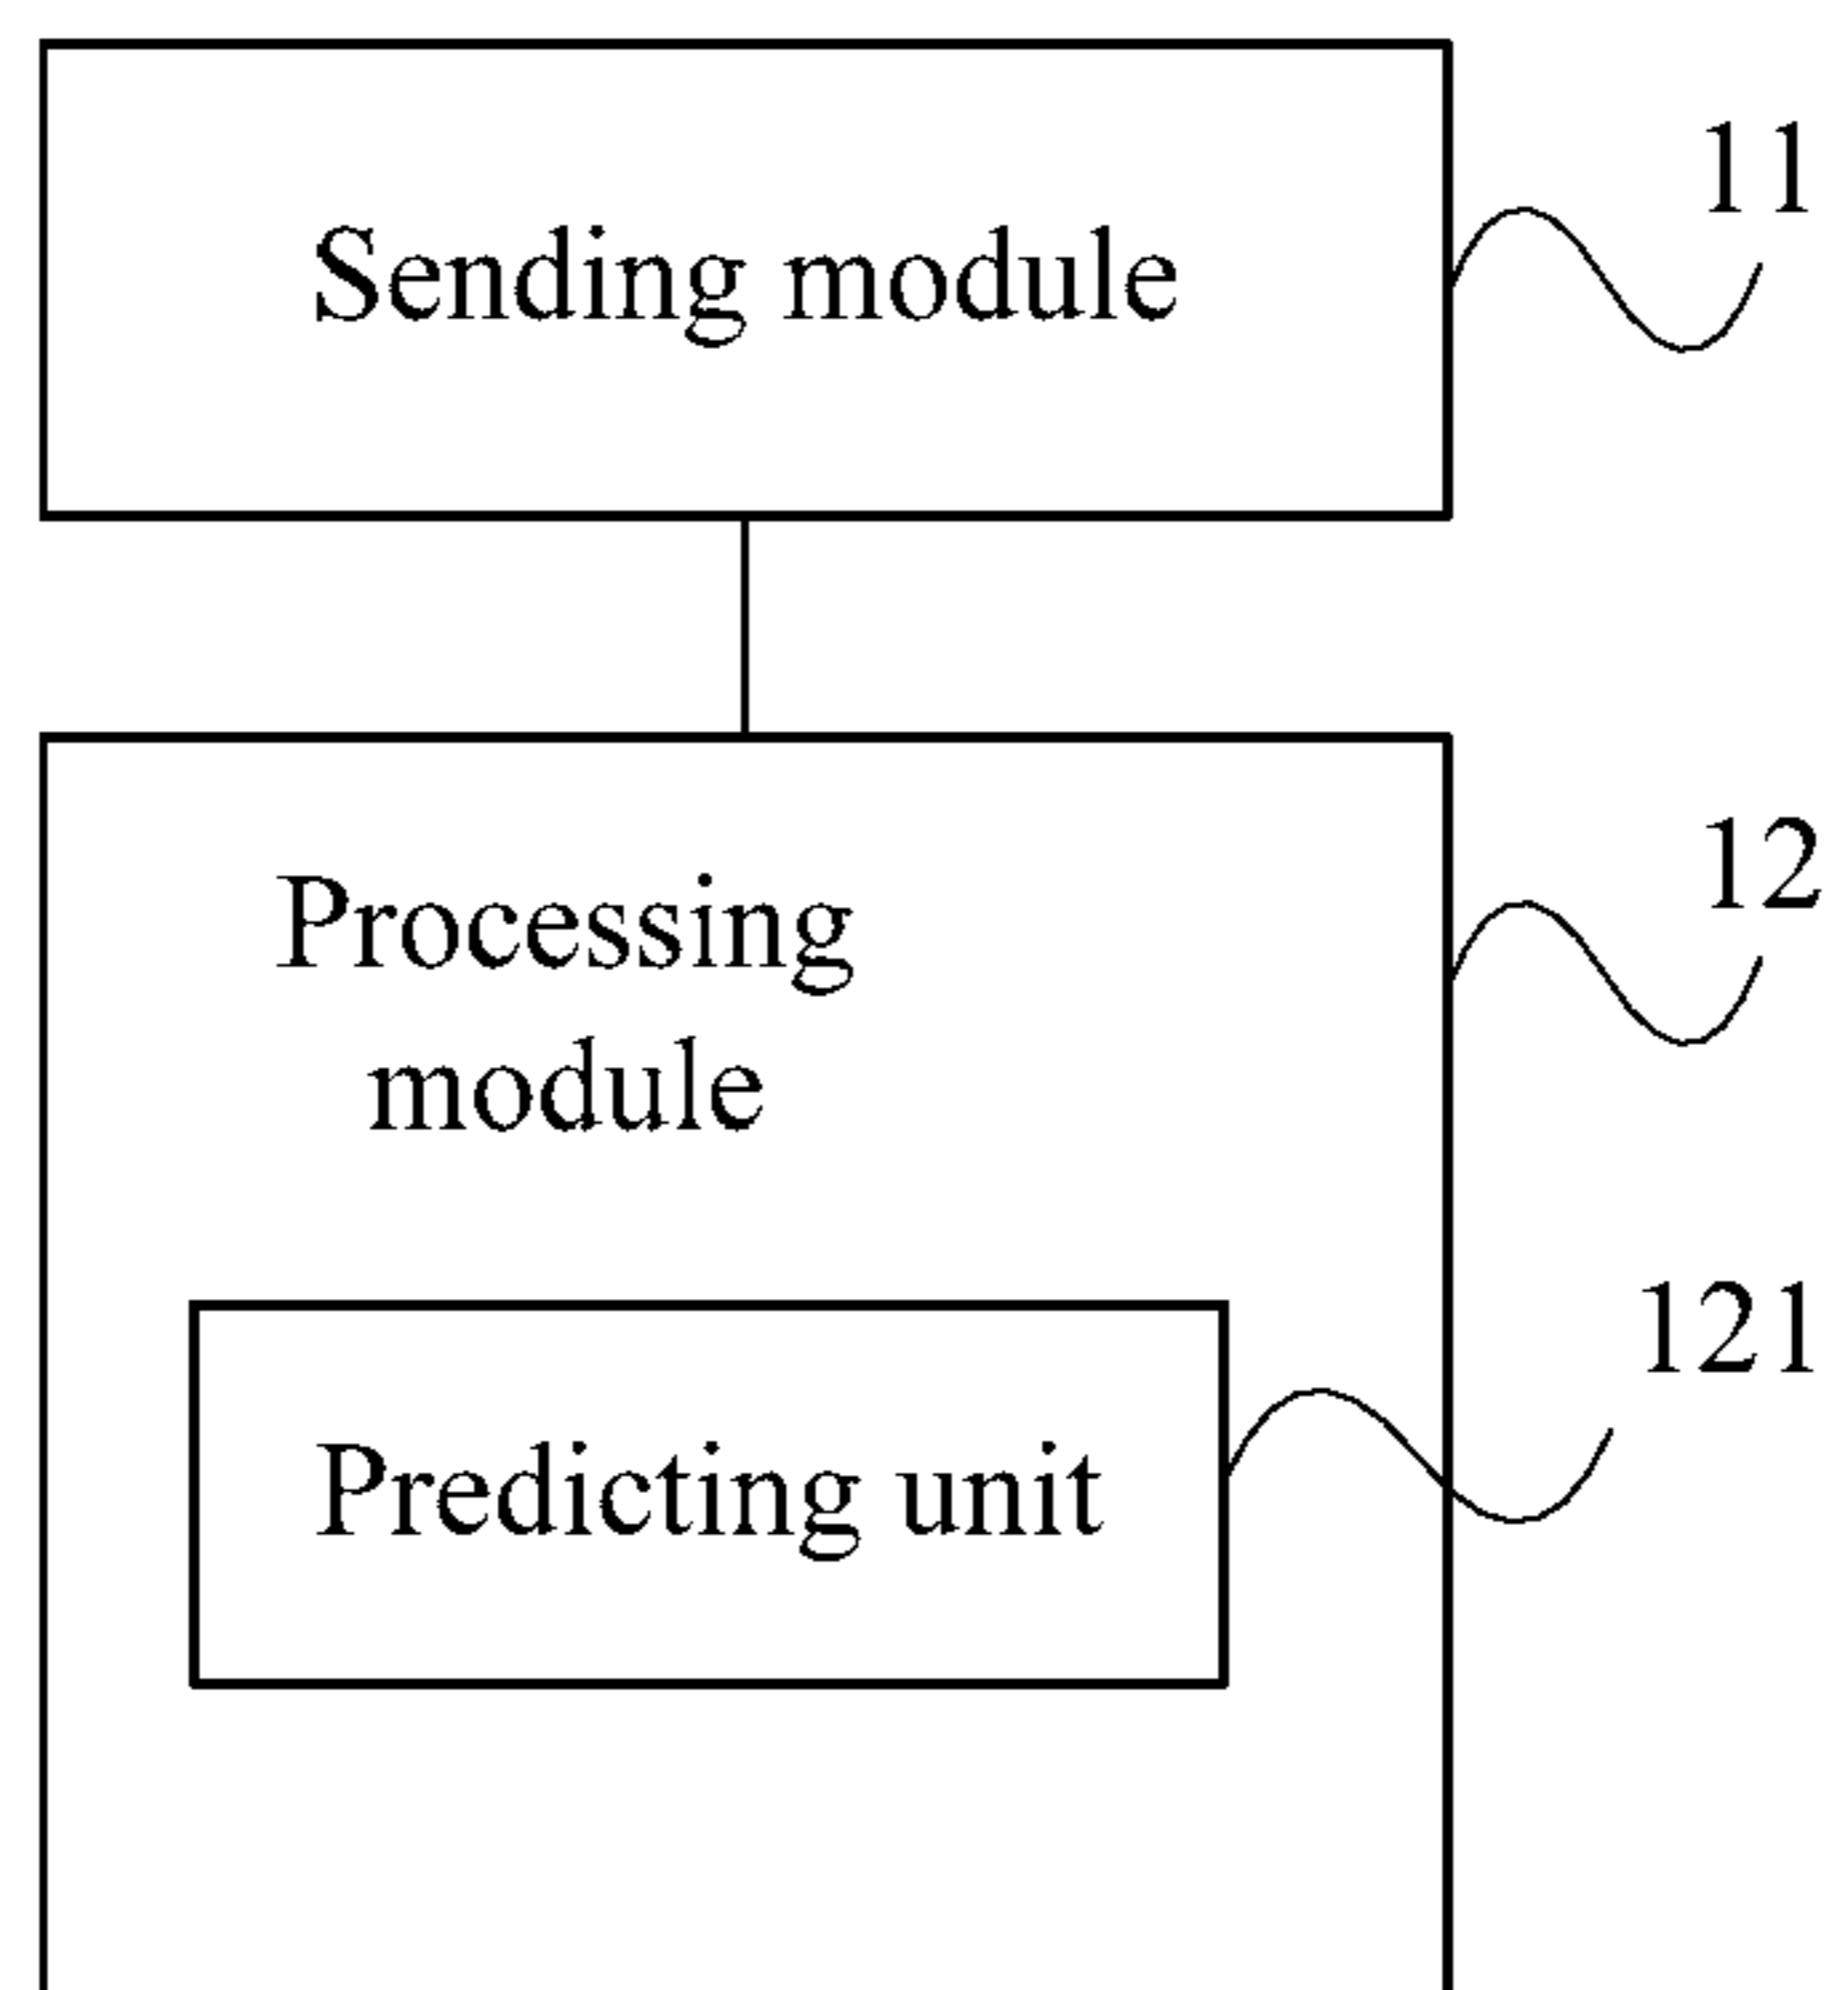 11
Sending module
12
Processing
module
121
Predicting unit